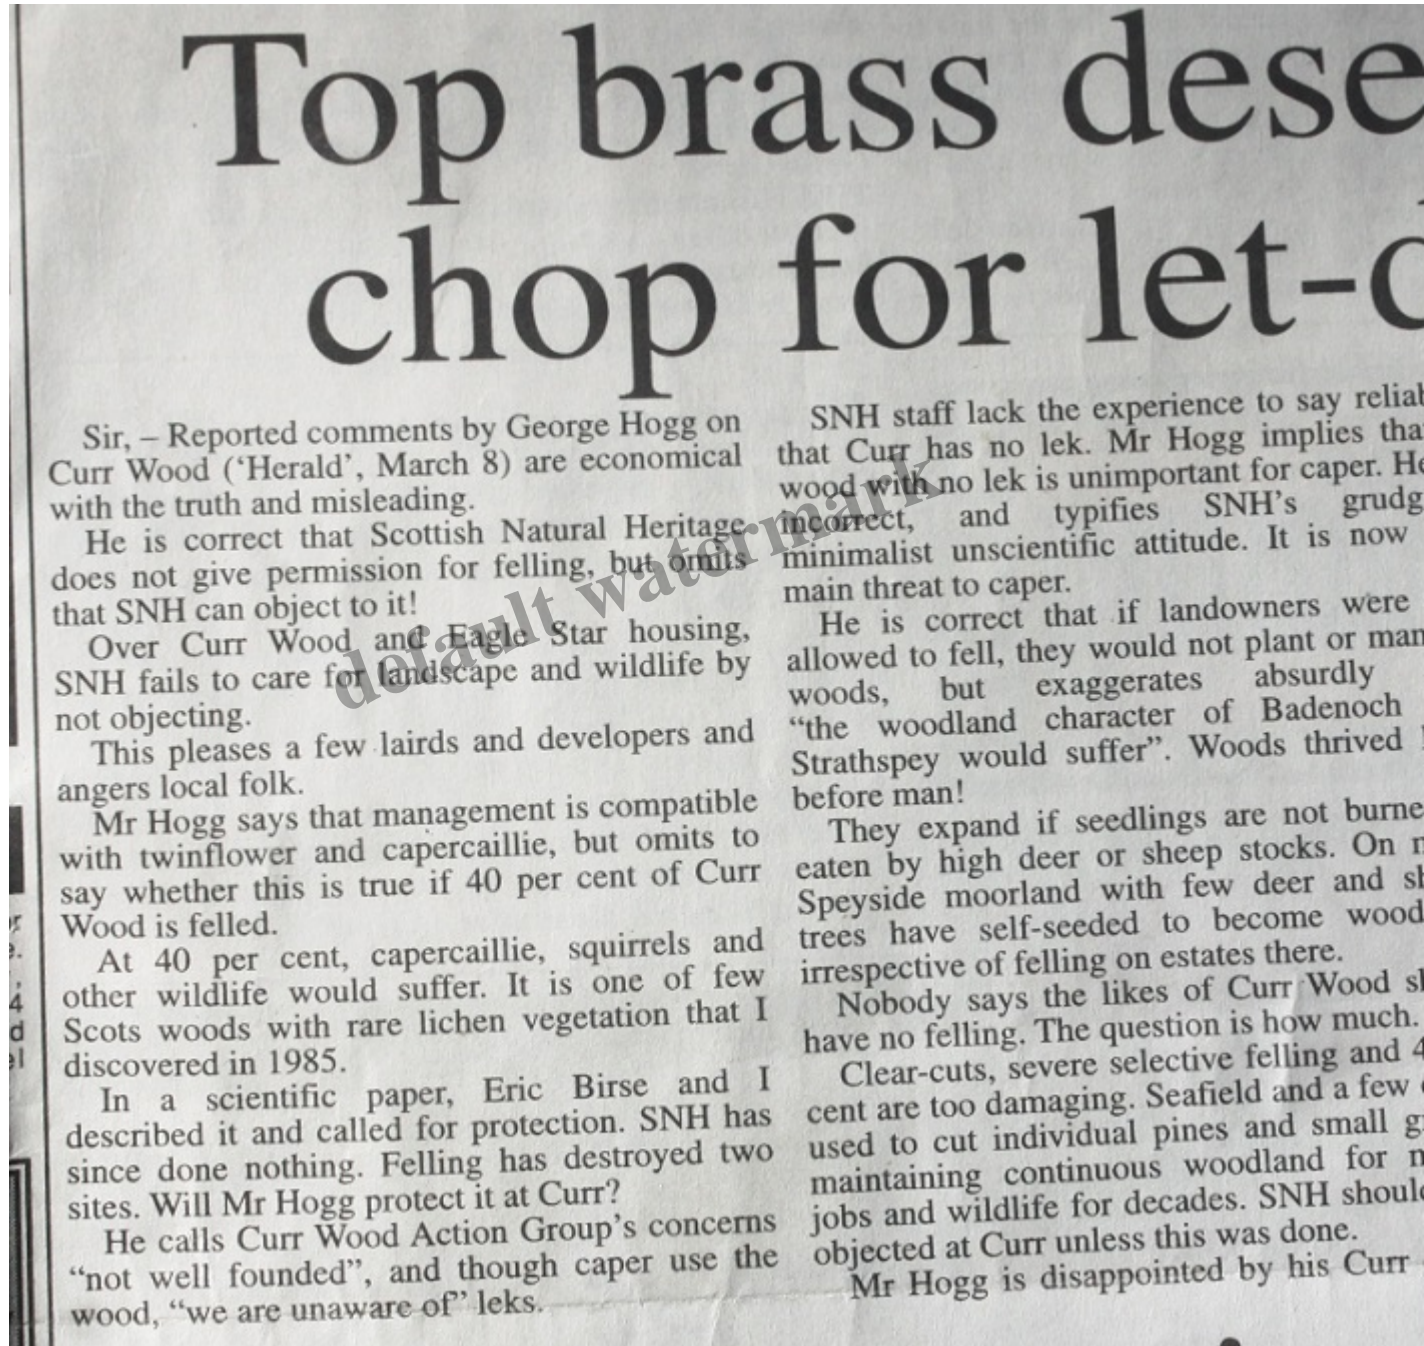 Top brass dese
chop for let-d
Sir, – Reported comments by George Hogg on
Curr Wood (‘Herald’, March 8) are economical
with the truth and misleading.
He is correct that Scottish Natural Heritage
does not give permission for felling, but omits
that SNH can object to it!
Over Curr Wood and Eagle Star housing,
SNH fails to care for landscape and wildlife by
not objecting.
This pleases a few lairds and developers and
angers local folk.
Mr Hogg says that management is compatible
with twinflower and capercaillie, but omits to
say whether this is true if 40 per cent of Curr
Wood is felled.
At 40 per cent, capercaillie, squirrels and
other wildlife would suffer. It is one of few
Scots woods with rare lichen vegetation that I
discovered in 1985.
In a scientific paper, Eric Birse and I
described it and called for protection. SNH has
since done nothing. Felling has destroyed two
sites. Will Mr Hogg protect it at Curr?
He calls Curr Wood Action Group’s concerns
“not well founded”, and though caper use the
wood, “we are unaware of” leks.
SNH staff lack the experience to say reliab
that Curr has no lek. Mr Hogg implies tha
wood with no lek is unimportant for caper. He
incorrect, and typifies SNH’s grudg
minimalist unscientific attitude. It is now
main threat to caper.
He is correct that if landowners were
allowed to fell, they would not plant or man
woods, but exaggerates absurdly
“the woodland character of Badenoch
Strathspey would suffer”. Woods thrived l
before man!
They expand if seedlings are not burne
eaten by high deer or sheep stocks. On m
Speyside moorland with few deer and sh
trees have self-seeded to become wood
irrespective of felling on estates there.
Nobody says the likes of Curr Wood sh
have no felling. The question is how much.
Clear-cuts, severe selective felling and 4
cent are too damaging. Seafield and a few o
used to cut individual pines and small g
maintaining continuous woodland for m
jobs and wildlife for decades. SNH shoul
objected at Curr unless this was done.
Mr Hogg is disappointed by his Curr
default watermark